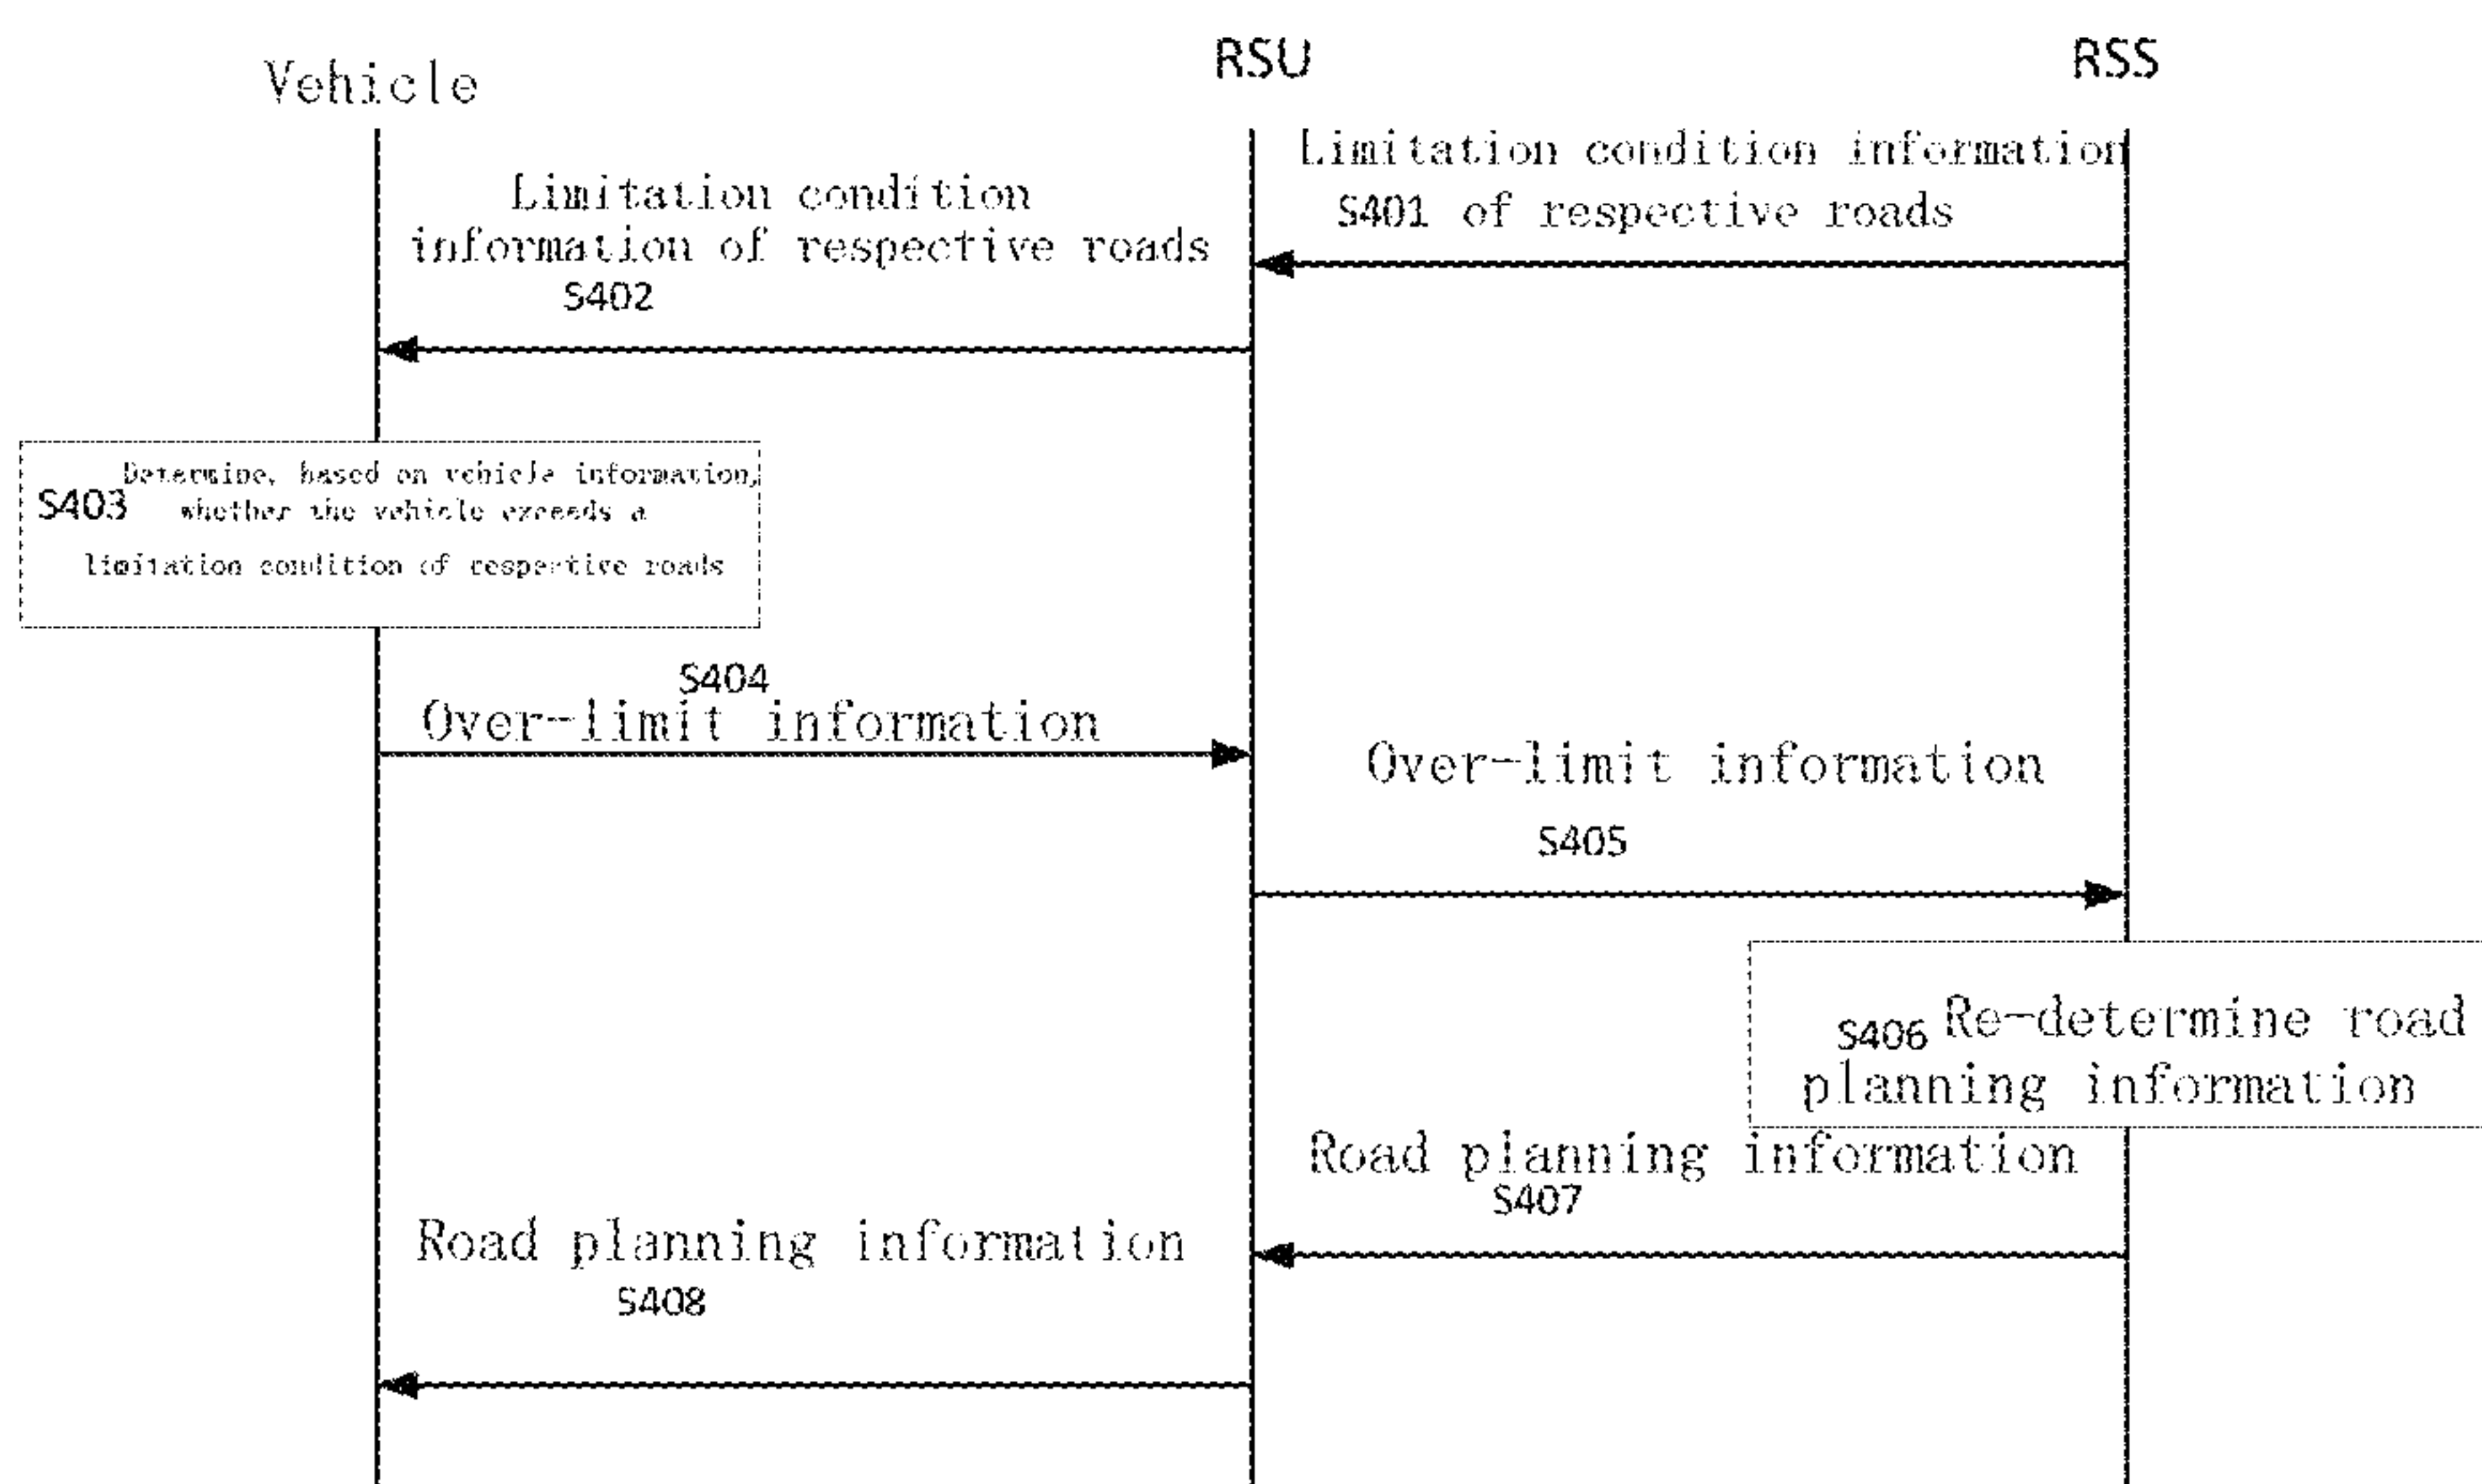 Vehicle
RSU
RSS
Limitation condition information
S401 of respective roads
Limitation condition
information of respective roads
S402
Determine, based on vehicle information,
S403 whether the vehicle exceeds a
limitation condition of respective roads
S404
Over-limit information
Over-limit information
S405
S406 Re-determine road
planning information
Road planning information
S407
Road planning information
S408